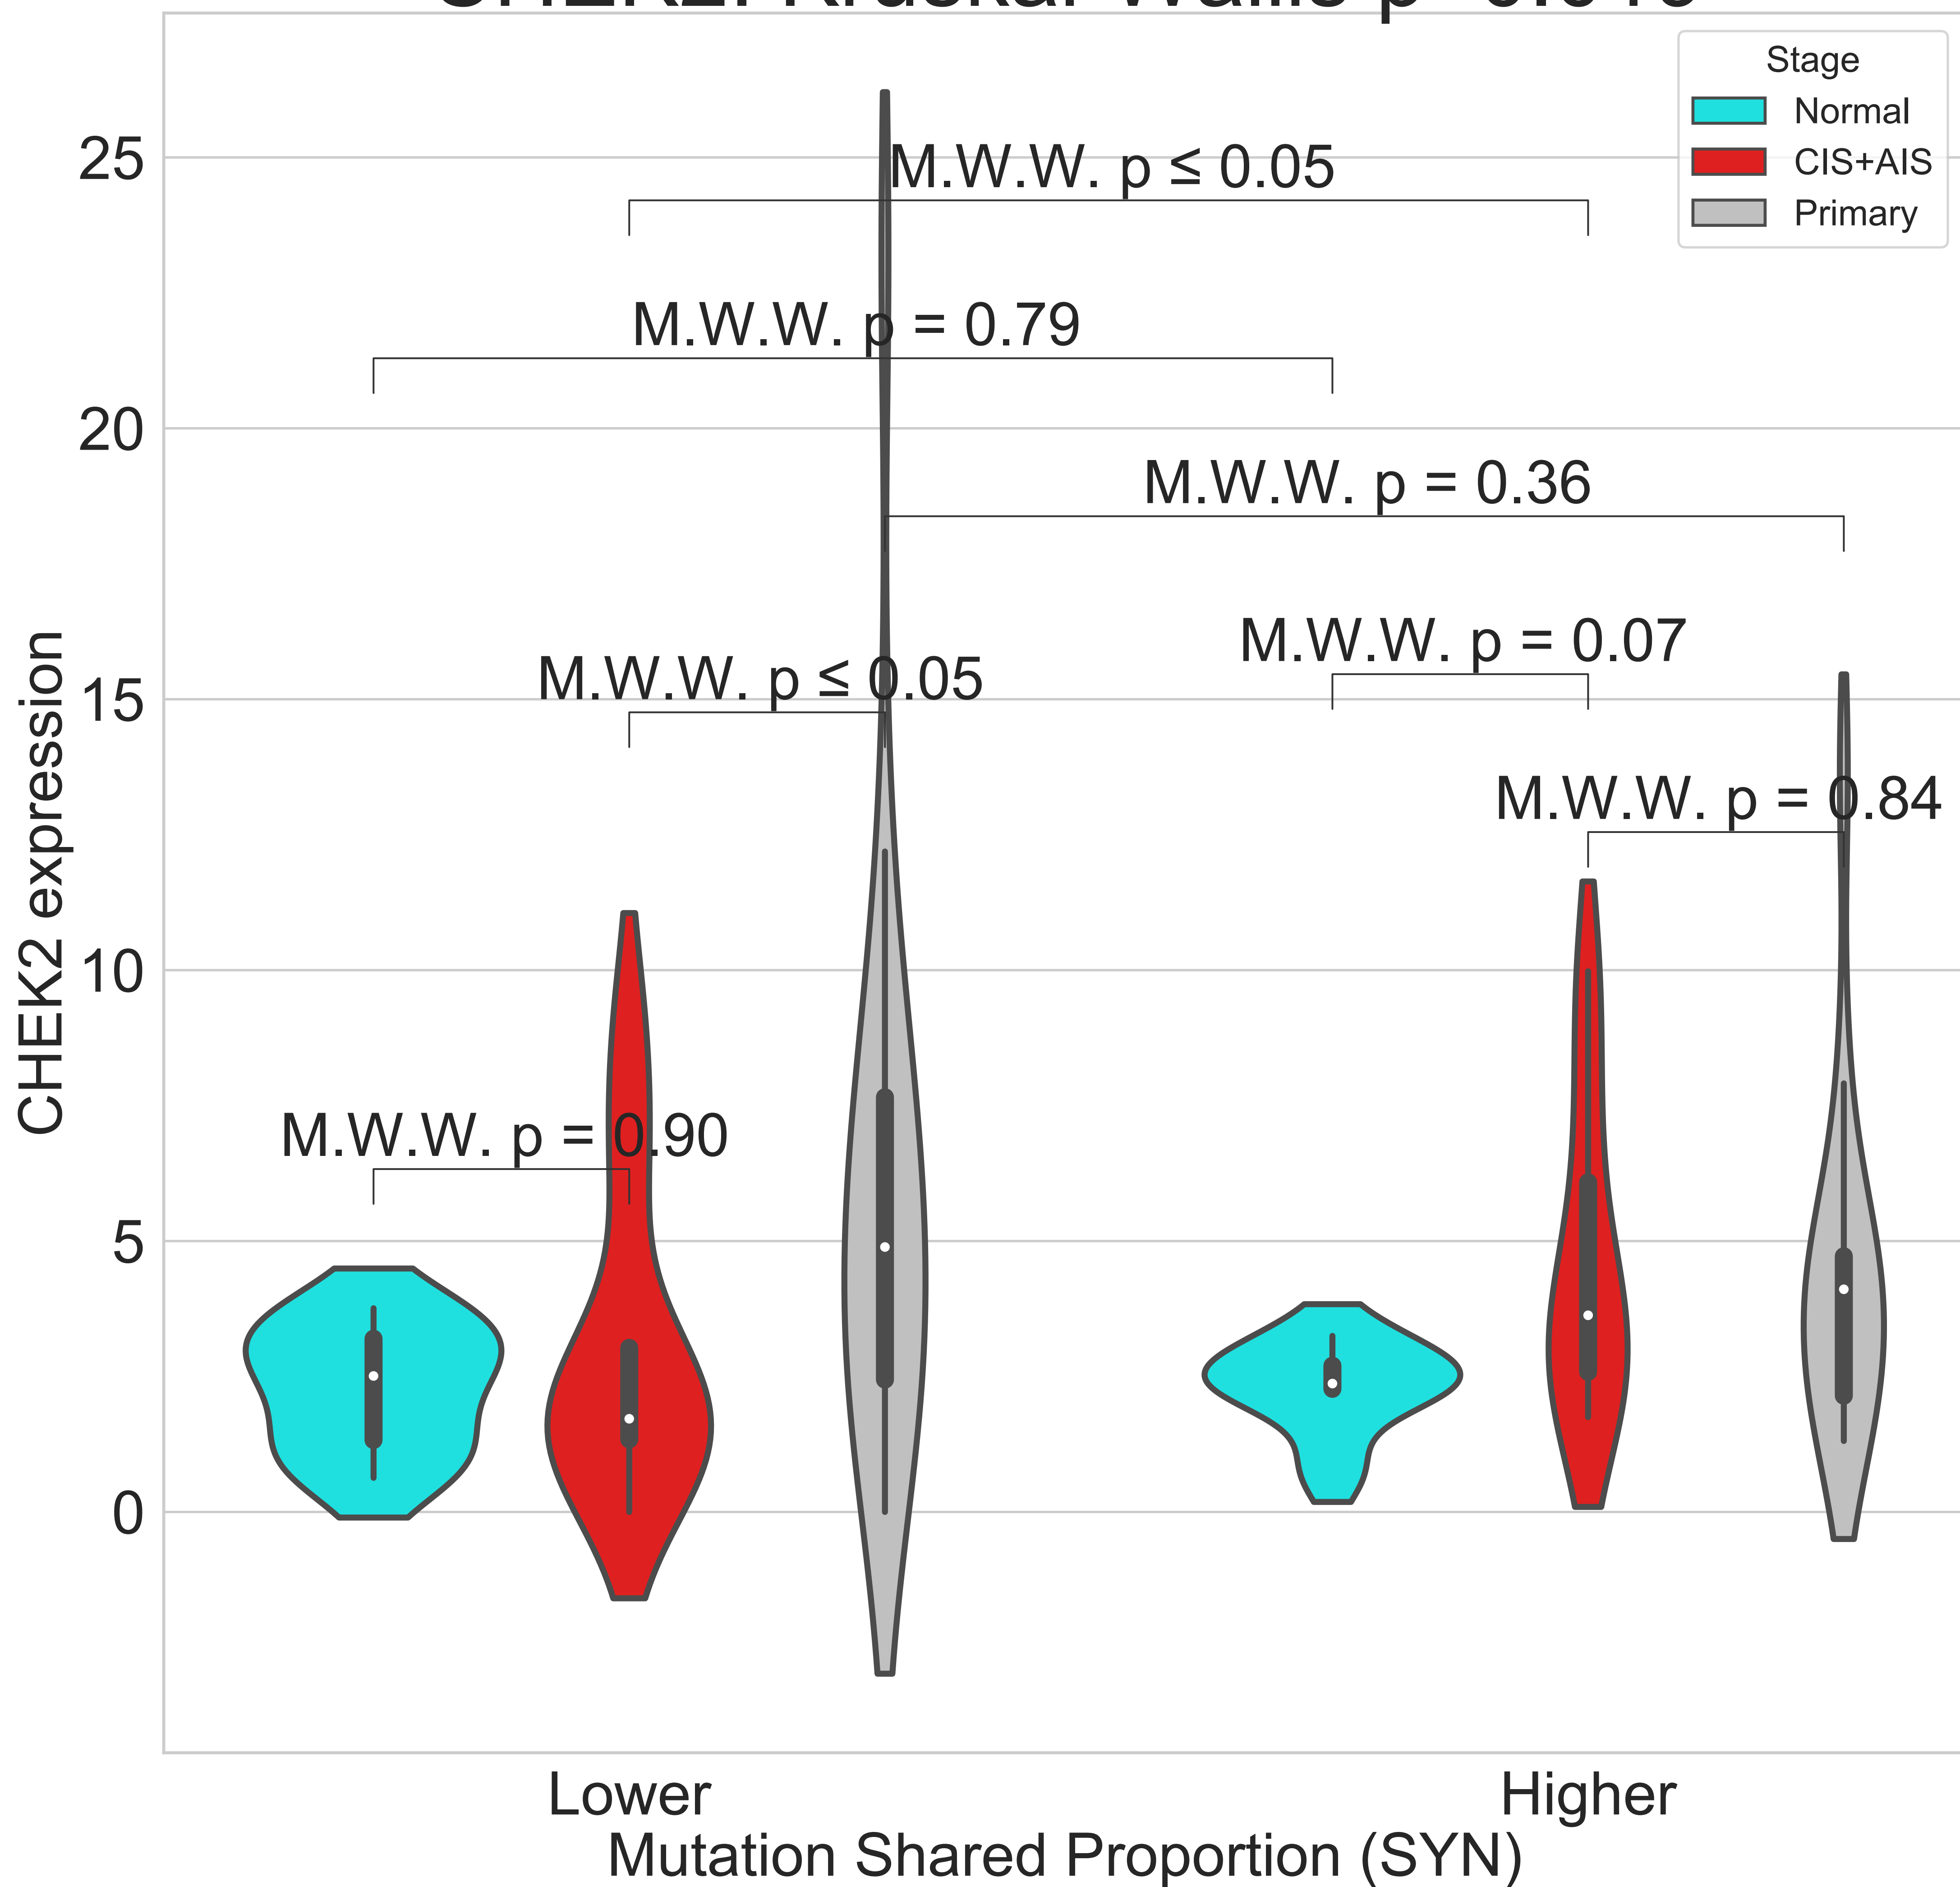 Stage
Normal
CIS+AIS
Primary
25
20
15
10
5
0
CHEK2 expression
M.W.W. p ≤ 0.05
M.W.W. p = 0.79
M.W.W. p = 0.36
M.W.W. p = 0.07
M.W.W. p ≤ 0.05
M.W.W. p = 0.84
M.W.W. p = 0.90
Lower
Higher
Mutation Shared Proportion (SYN)